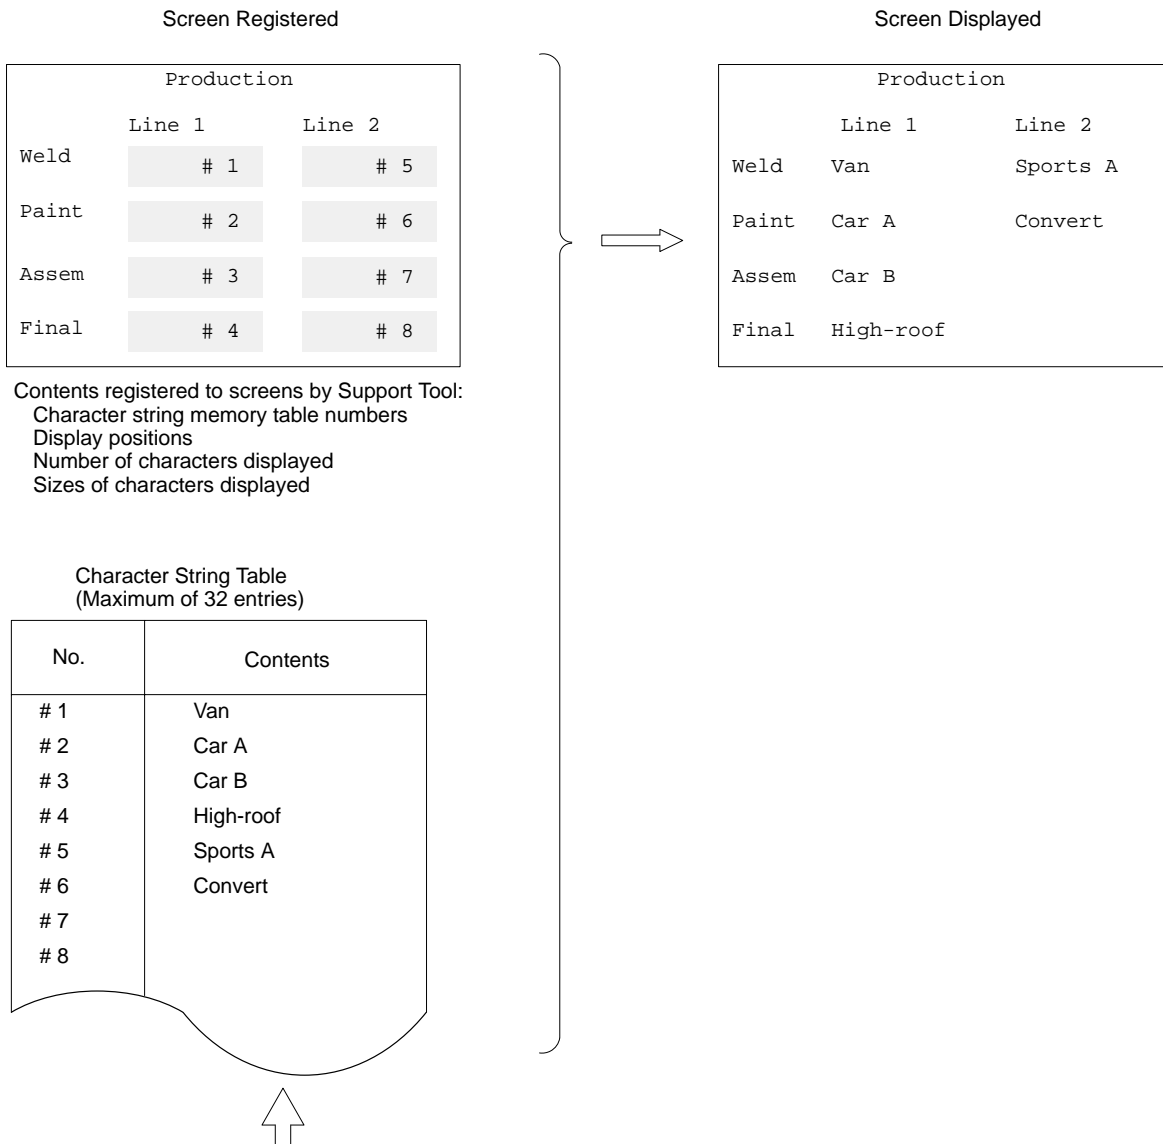 Screen Registered
Production
Line 1 Line 2
Weld # 1 # 5
Paint # 2 # 6
Assem # 3 # 7
Final # 4 # 8
Contents registered to screens by Support Tool:
Character string memory table numbers
Display positions
Number of characters displayed
Sizes of characters displayed
Screen Displayed
Production
Line 1 Line 2
Weld Van Sports A
Paint Car A Convert
Assem Car B
Final High-roof
Character String Table
(Maximum of 32 entries)
No. Contents
# 1 Van
# 2 Car A
# 3 Car B
# 4 High-roof
# 5 Sports A
# 6 Convert
# 7
# 8